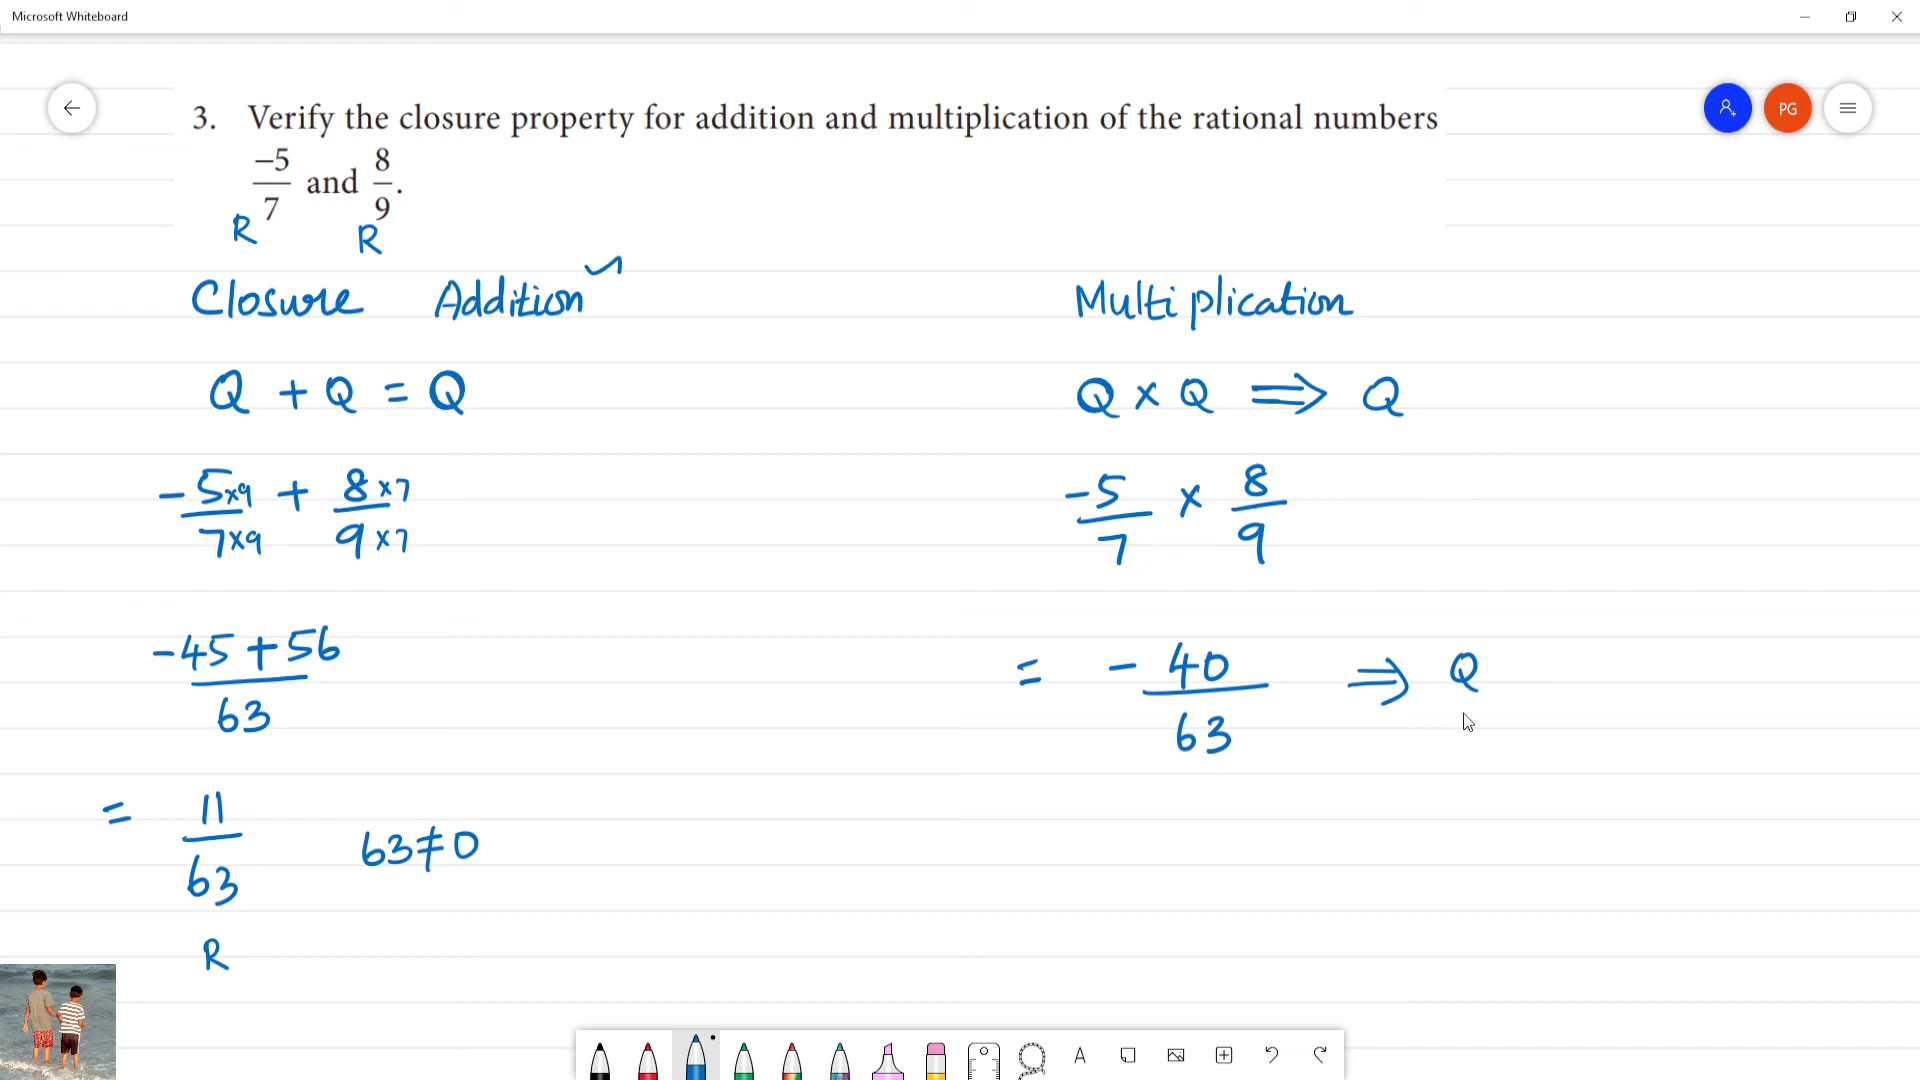 Microsoft Whiteboard
PG
3. Verify the closure property for addition and multiplication of the rational numbers
-5/7 and 8/9.
R R
Closure Addition
Q + Q = Q
-5×9/7×9 + 8×7/9×7
-45+56/63
= 11/63 63≠0
R
Multiplication
Q × Q ⟹ Q
-5/7 × 8/9
= -40/63 ⇒ Q
A